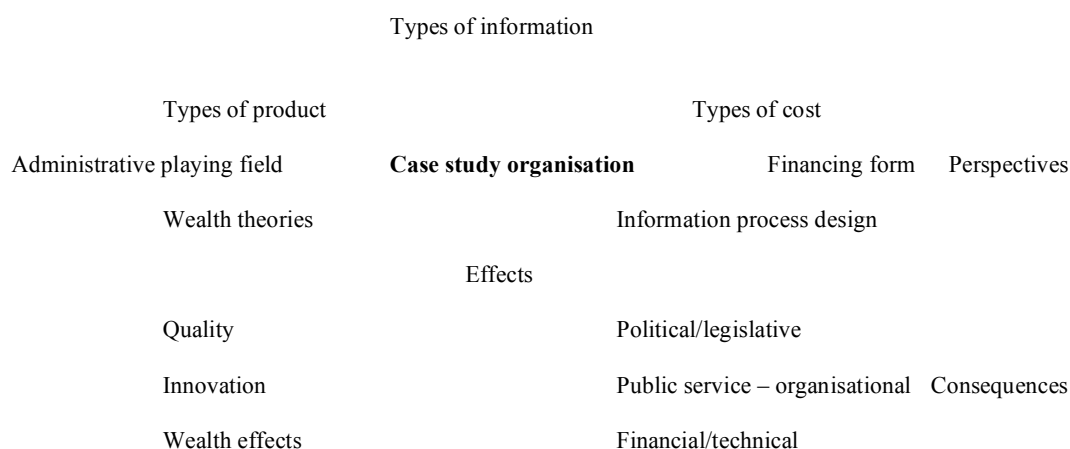 Types of information
Types of product Types of cost
Administrative playing field Case study organisation Financing form Perspectives
Wealth theories Information process design
Effects
Quality Political/legislative
Innovation Public service – organisational Consequences
Wealth effects Financial/technical